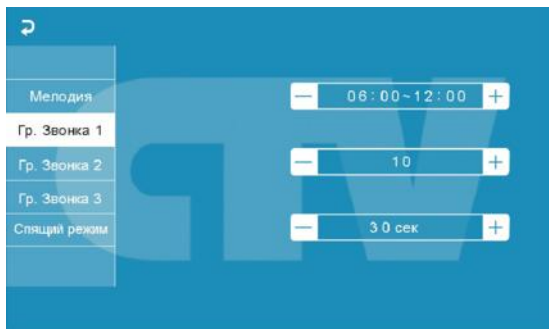 Мелодия
06:00~12:00
Гр. Звонка 1
Гр. Звонка 2
10
Гр. Звонка 3
Спящий режим
30 сек
CTV